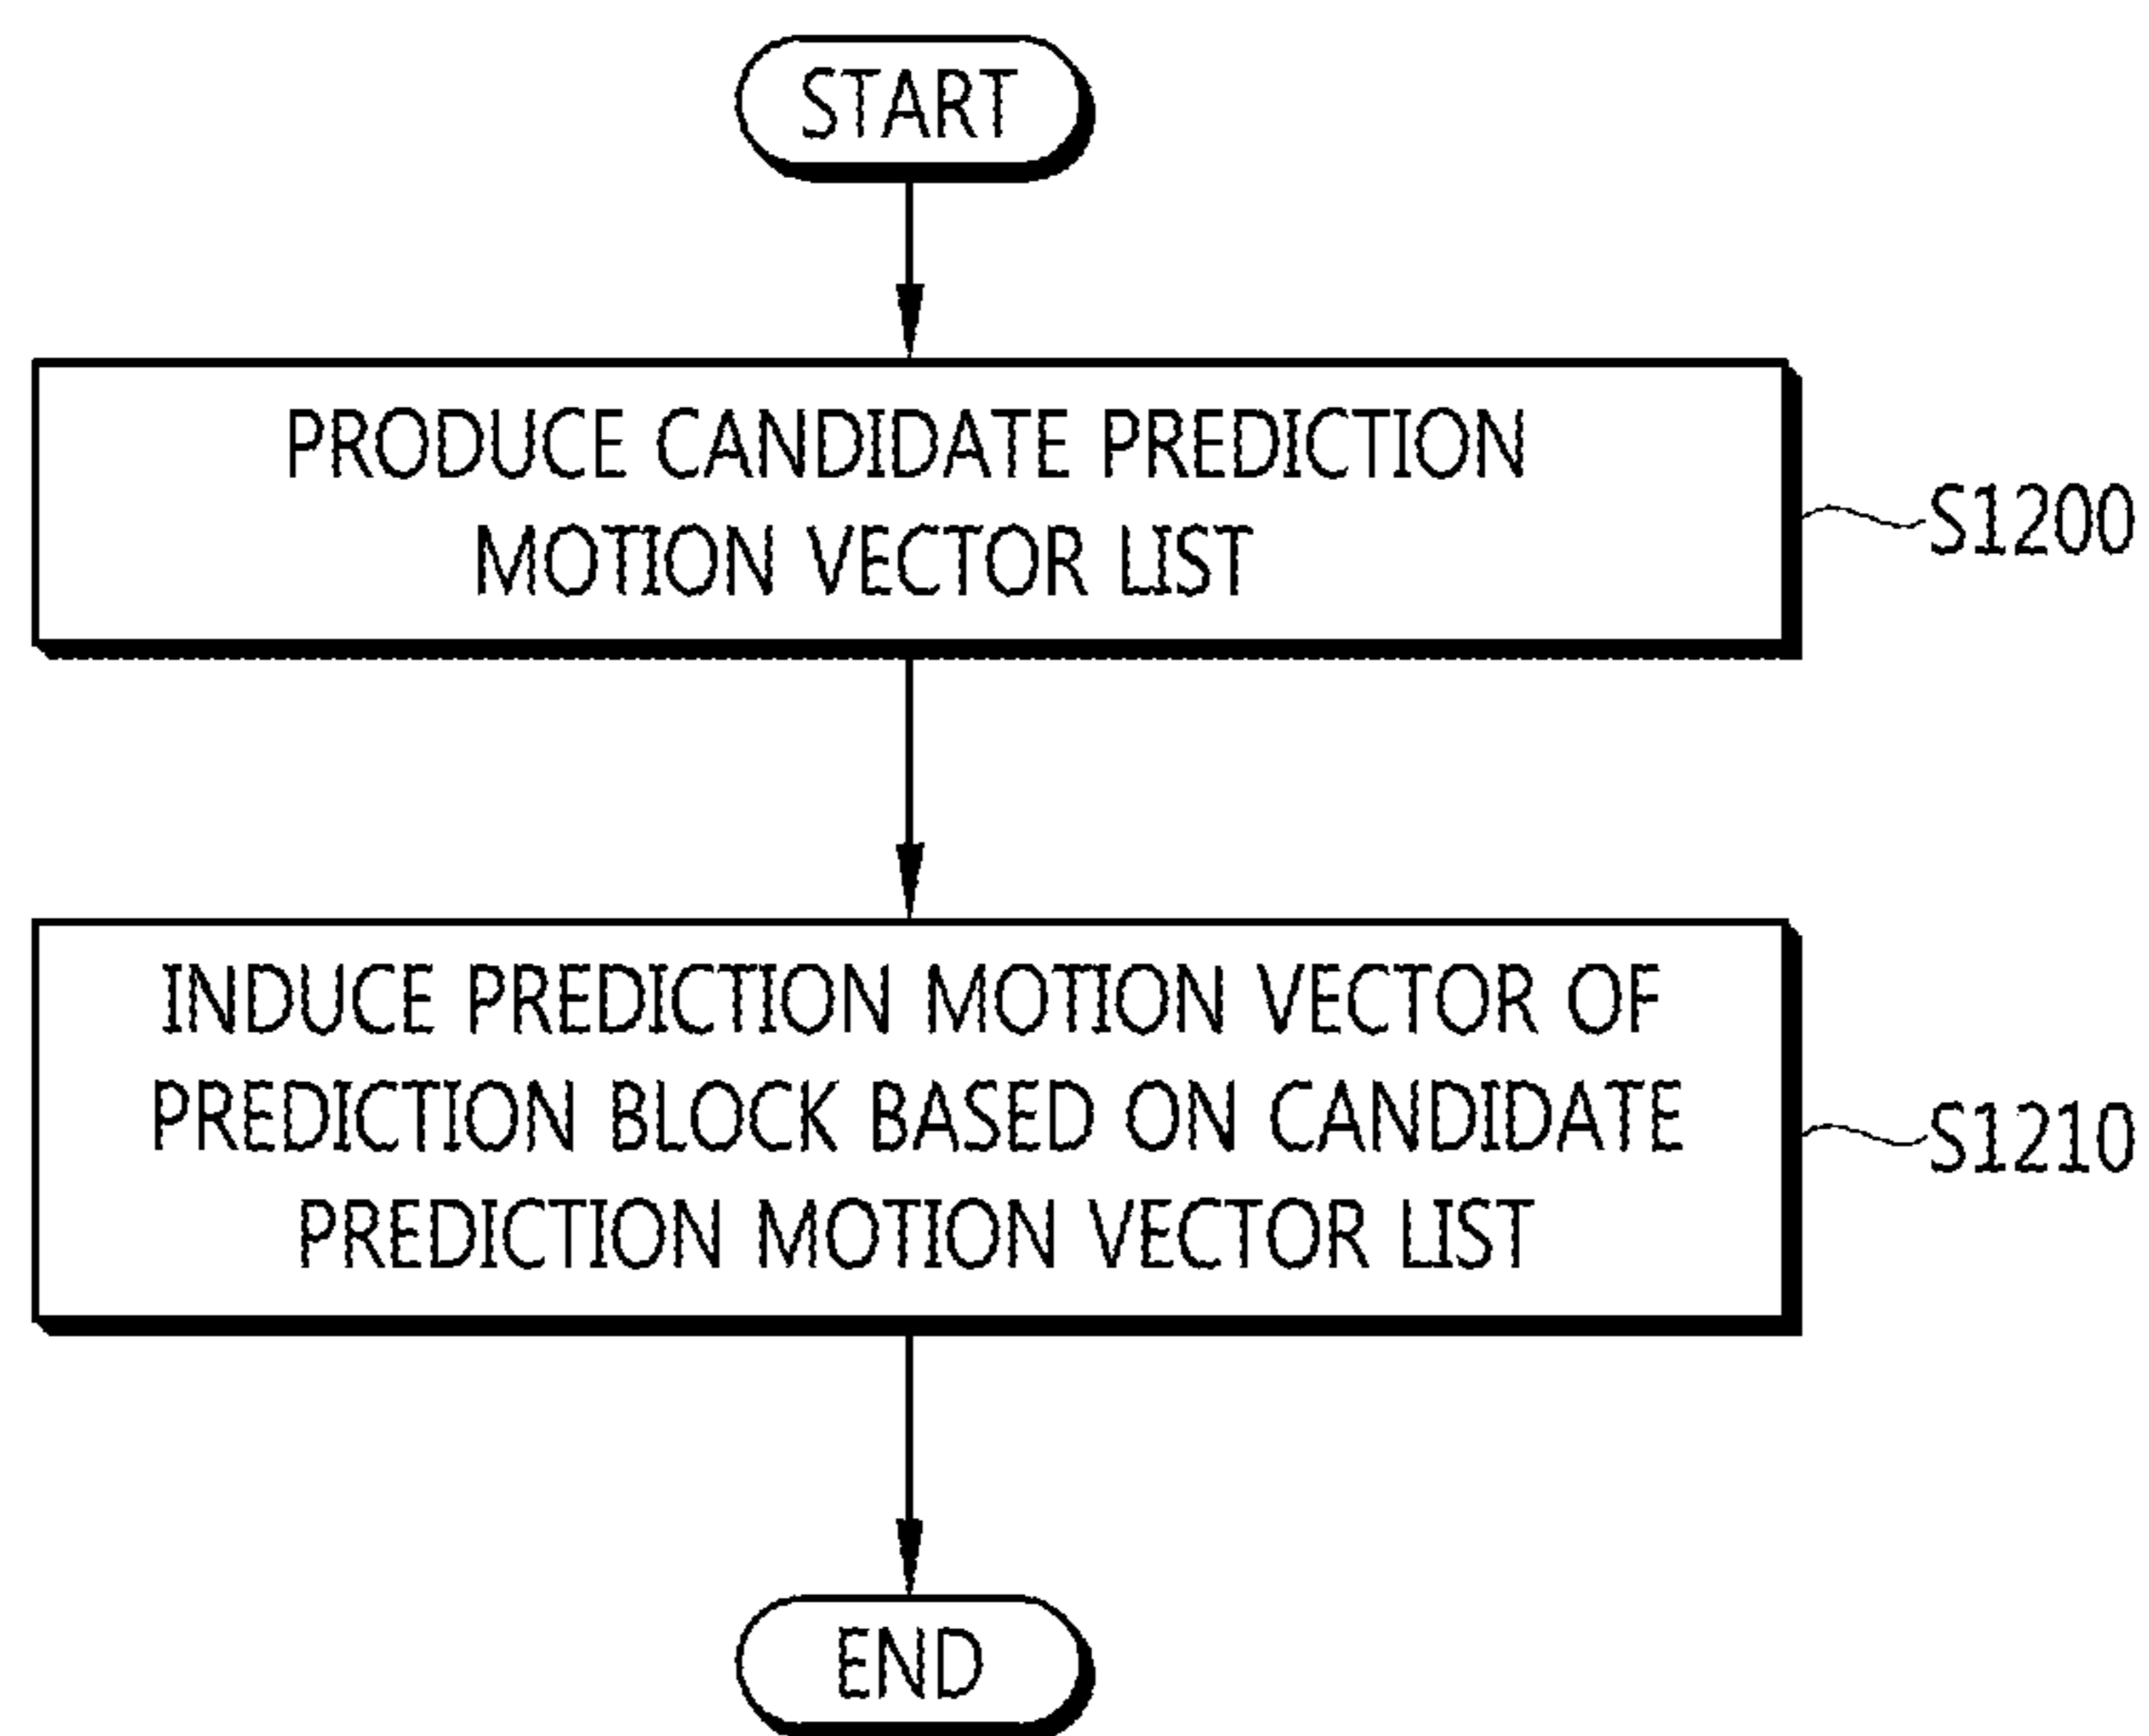 START
PRODUCE CANDIDATE PREDICTION
MOTION VECTOR LIST
S1200
INDUCE PREDICTION MOTION VECTOR OF
PREDICTION BLOCK BASED ON CANDIDATE
PREDICTION MOTION VECTOR LIST
S1210
END